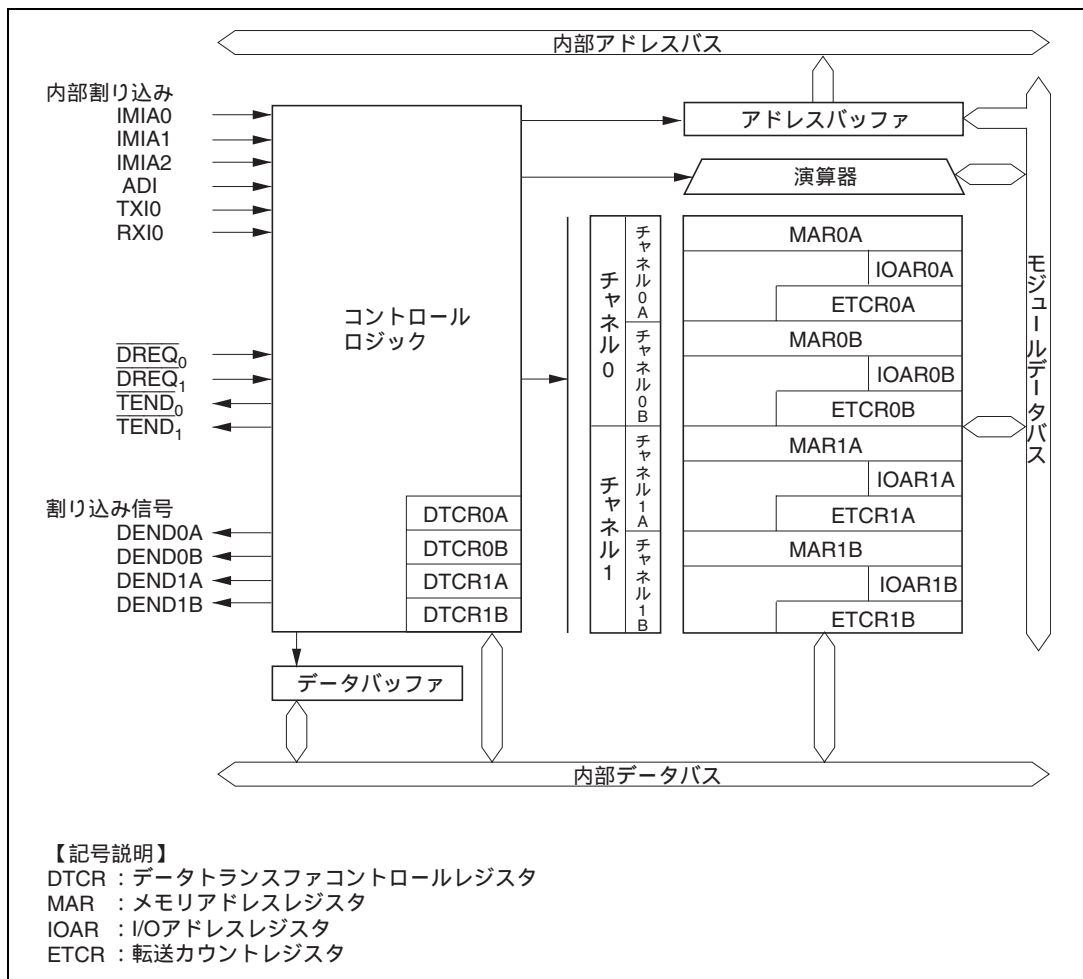 内部アドレスバス
内部割り込み
IMIA0
IMIA1
IMIA2
ADI
TXI0
RXI0
DREQ0
DREQ1
TEND0
TEND1
割り込み信号
DEND0A
DEND0B
DEND1A
DEND1B
コントロール
ロジック
DTCR0A
DTCR0B
DTCR1A
DTCR1B
データバッファ
アドレスバッファ
演算器
チャネル0
チャネル0A
チャネル0B
チャネル1
チャネル1A
チャネル1B
MAR0A
IOAR0A
ETCR0A
MAR0B
IOAR0B
ETCR0B
MAR1A
IOAR1A
ETCR1A
MAR1B
IOAR1B
ETCR1B
モジュールデータバス
内部データバス
【記号説明】
DTCR : データトランスファコントロールレジスタ
MAR : メモリアドレスレジスタ
IOAR : I/Oアドレスレジスタ
ETCR : 転送カウントレジスタ